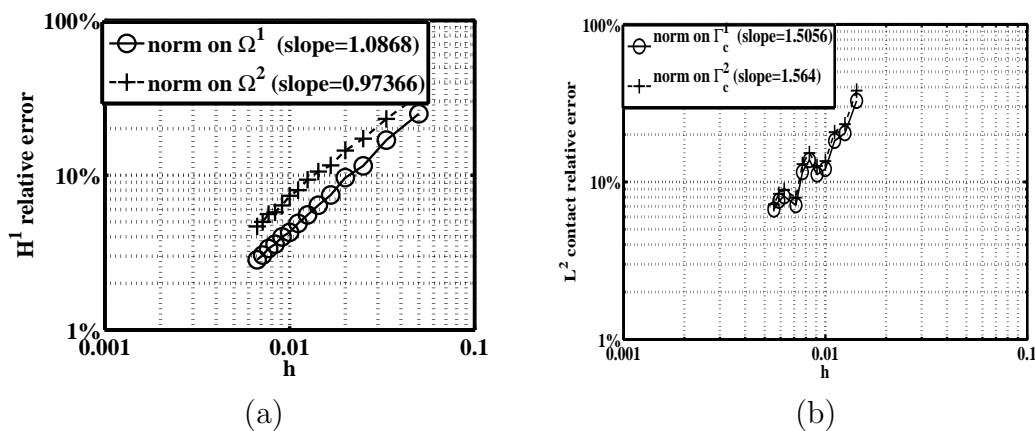 100%
norm on Ω¹ (slope=1.0868)
norm on Ω² (slope=0.97366)
H¹ relative error
10%
1%
0.001
0.01
0.1
h
(a)
100%
norm on Γ¹c (slope=1.5056)
norm on Γ²c (slope=1.564)
L² contact relative error
10%
1%
0.001
0.01
0.1
h
(b)